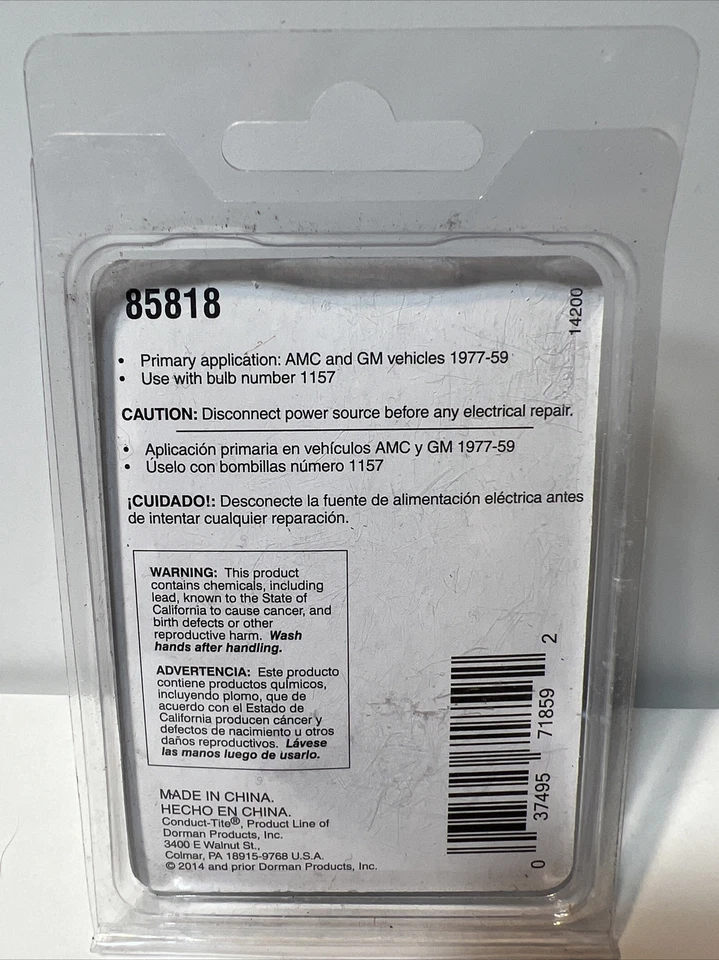 85818
14200
• Primary application: AMC and GM vehicles 1977-59
• Use with bulb number 1157
CAUTION: Disconnect power source before any electrical repair.
• Aplicación primaria en vehículos AMC y GM 1977-59
• Úselo con bombillas número 1157
¡CUIDADO!: Desconecte la fuente de alimentación eléctrica antes
de intentar cualquier reparación.
WARNING: This product
contains chemicals, including
lead, known to the State of
California to cause cancer, and
birth defects or other
reproductive harm. Wash
hands after handling.
ADVERTENCIA: Este producto
contiene productos químicos,
incluyendo plomo, que de
acuerdo con el Estado de
California producen cáncer y
defectos de nacimiento u otros
daños reproductivos. Lávese
las manos luego de usarlo.
MADE IN CHINA.
HECHO EN CHINA.
Conduct-Tite®, Product Line of
Dorman Products, Inc.
3400 E Walnut St.,
Colmar, PA 18915-9768 U.S.A.
© 2014 and prior Dorman Products, Inc.
0 37495 71859 2